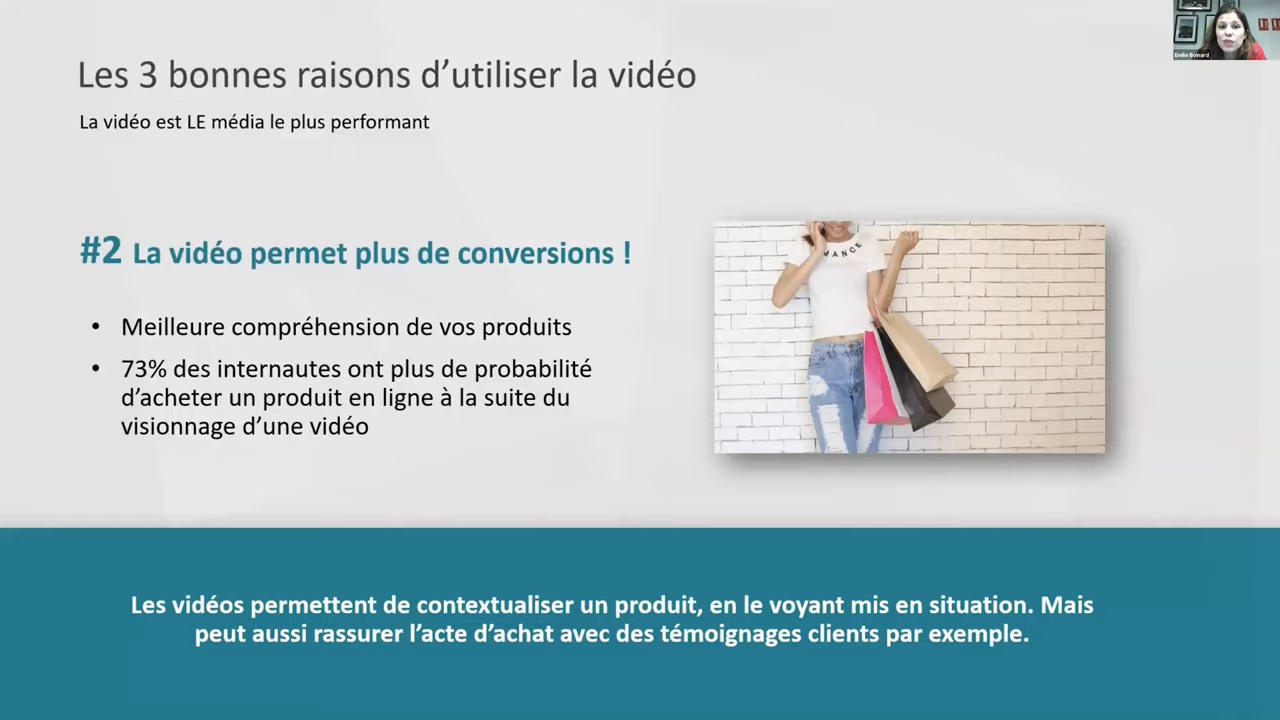 Les 3 bonnes raisons d’utiliser la vidéo
La vidéo est LE média le plus performant
#2 La vidéo permet plus de conversions !
• Meilleure compréhension de vos produits
• 73% des internautes ont plus de probabilité
d’acheter un produit en ligne à la suite du
visionnage d’une vidéo
MANCE
Les vidéos permettent de contextualiser un produit, en le voyant mis en situation. Mais
peut aussi rassurer l’acte d’achat avec des témoignages clients par exemple.
Emilie Boinard